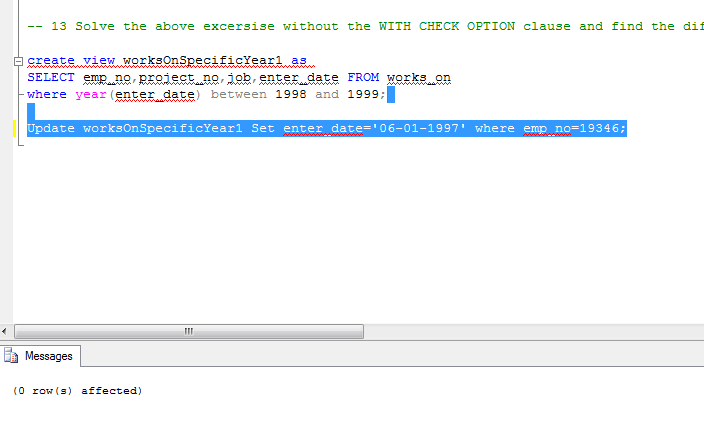 -- 13 Solve the above excersise without the WITH CHECK OPTION clause and find the dif
create view worksOnSpecificYear1 as
SELECT emp_no,project_no,job,enter_date FROM works_on
where year(enter_date) between 1998 and 1999;
Update worksOnSpecificYear1 Set enter_date='06-01-1997' where emp_no=19346;
Messages
(0 row(s) affected)